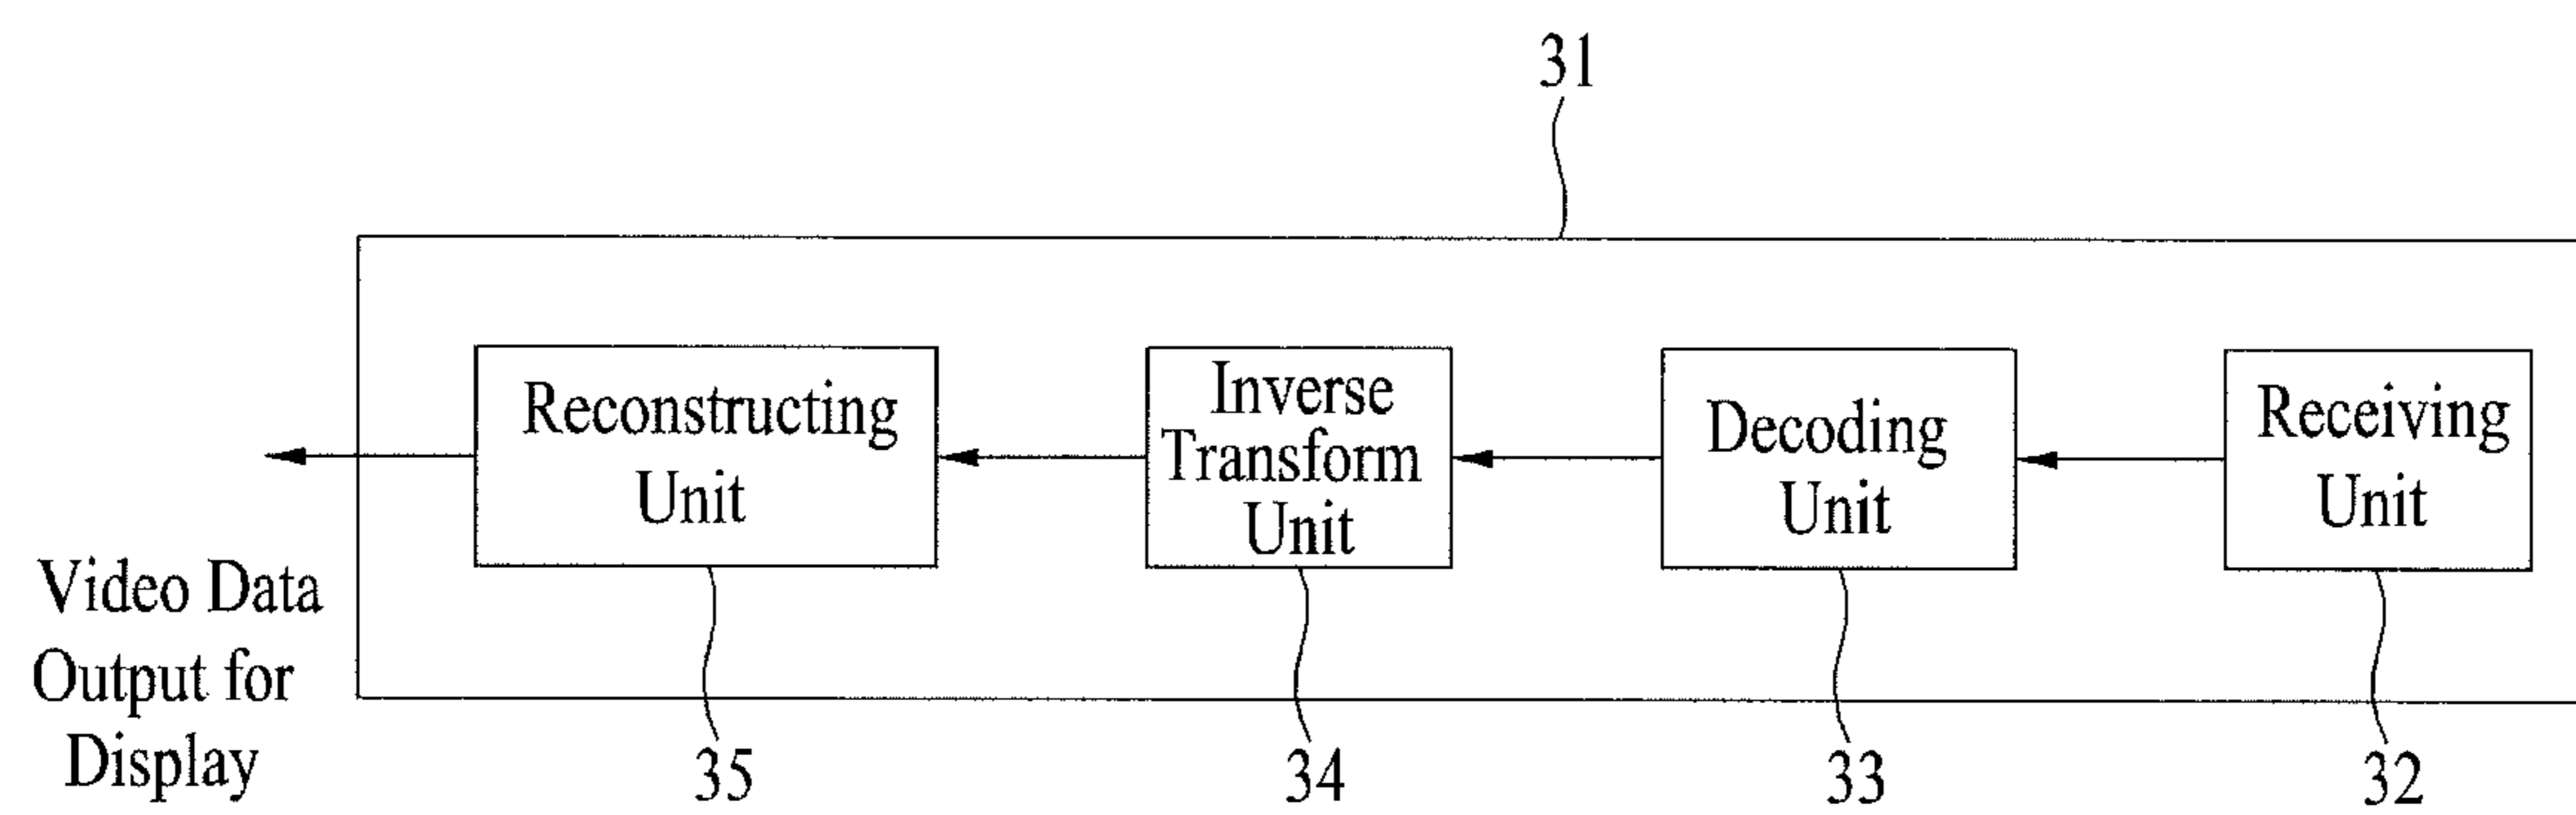 31
Reconstructing
Unit
Inverse
Transform
Unit
Decoding
Unit
Receiving
Unit
Video Data
Output for
Display
35
34
33
32